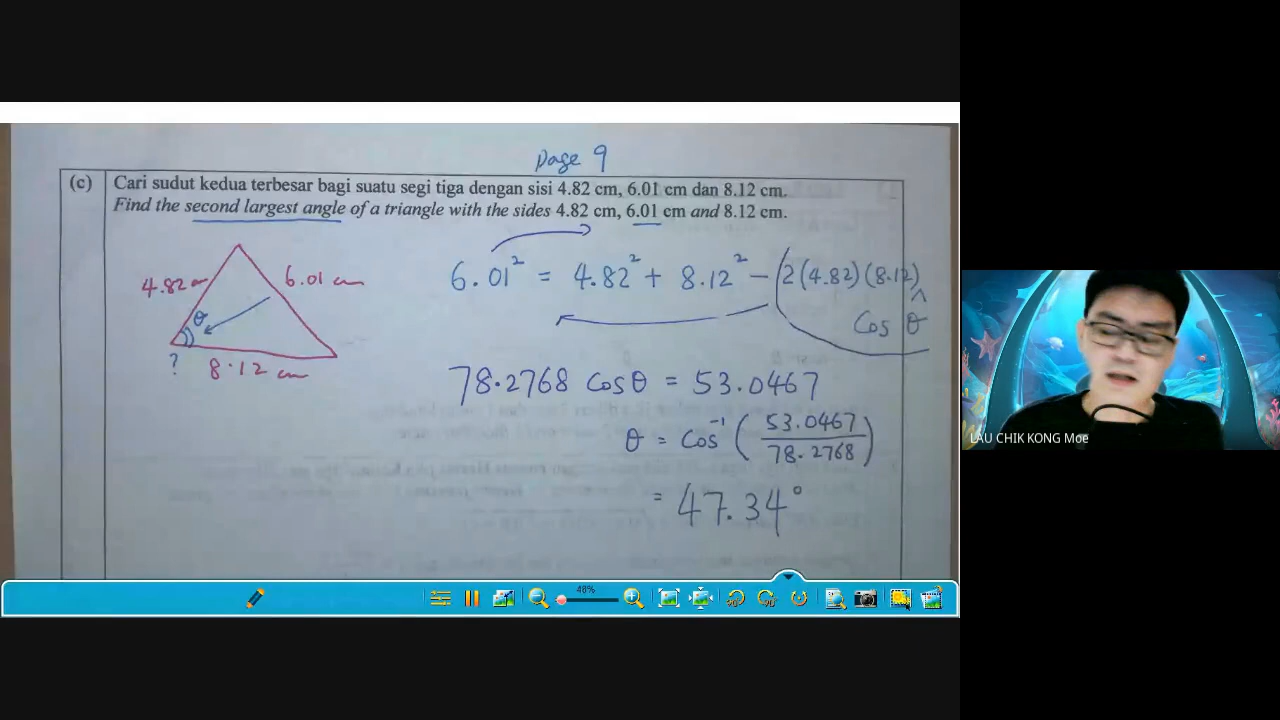 page 9
(c) Cari sudut kedua terbesar bagi suatu segi tiga dengan sisi 4.82 cm, 6.01 cm dan 8.12 cm.
Find the second largest angle of a triangle with the sides 4.82 cm, 6.01 cm and 8.12 cm.
4.82 cm
6.01 cm
θ
?
8.12 cm
6.01² = 4.82² + 8.12² − (2(4.82)(8.12)
^
Cos θ
78.2768 cos θ = 53.0467
θ = cos⁻¹ (53.0467/78.2768)
= 47.34°
48%
LAU CHIK KONG Moe